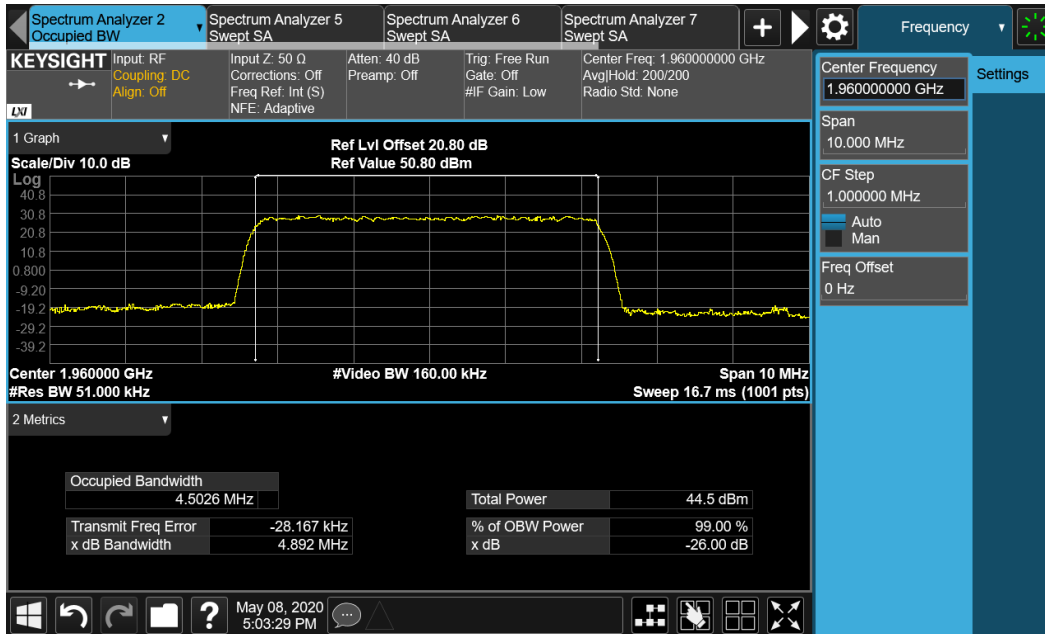 Spectrum Analyzer 2
Occupied BW
Spectrum Analyzer 5
Swept SA
Spectrum Analyzer 6
Swept SA
Spectrum Analyzer 7
Swept SA
+
Frequency
KEYSIGHT
LXI
Input: RF
Coupling: DC
Align: Off
Input Z: 50 Ω
Corrections: Off
Freq Ref: Int (S)
NFE: Adaptive
Atten: 40 dB
Preamp: Off
Trig: Free Run
Gate: Off
#IF Gain: Low
Center Freq: 1.960000000 GHz
Avg|Hold: 200/200
Radio Std: None
Center Frequency
1.960000000 GHz
Settings
Span
10.000 MHz
CF Step
1.000000 MHz
Auto
Man
Freq Offset
0 Hz
1 Graph
Scale/Div 10.0 dB
Ref Lvl Offset 20.80 dB
Ref Value 50.80 dBm
Log
40.8
30.8
20.8
10.8
0.800
-9.20
-19.2
-29.2
-39.2
Center 1.960000 GHz
#Video BW 160.00 kHz
Span 10 MHz
#Res BW 51.000 kHz
Sweep 16.7 ms (1001 pts)
2 Metrics
Occupied Bandwidth
4.5026 MHz
Total Power 44.5 dBm
Transmit Freq Error -28.167 kHz
% of OBW Power 99.00 %
x dB Bandwidth 4.892 MHz
x dB -26.00 dB
?
May 08, 2020
5:03:29 PM